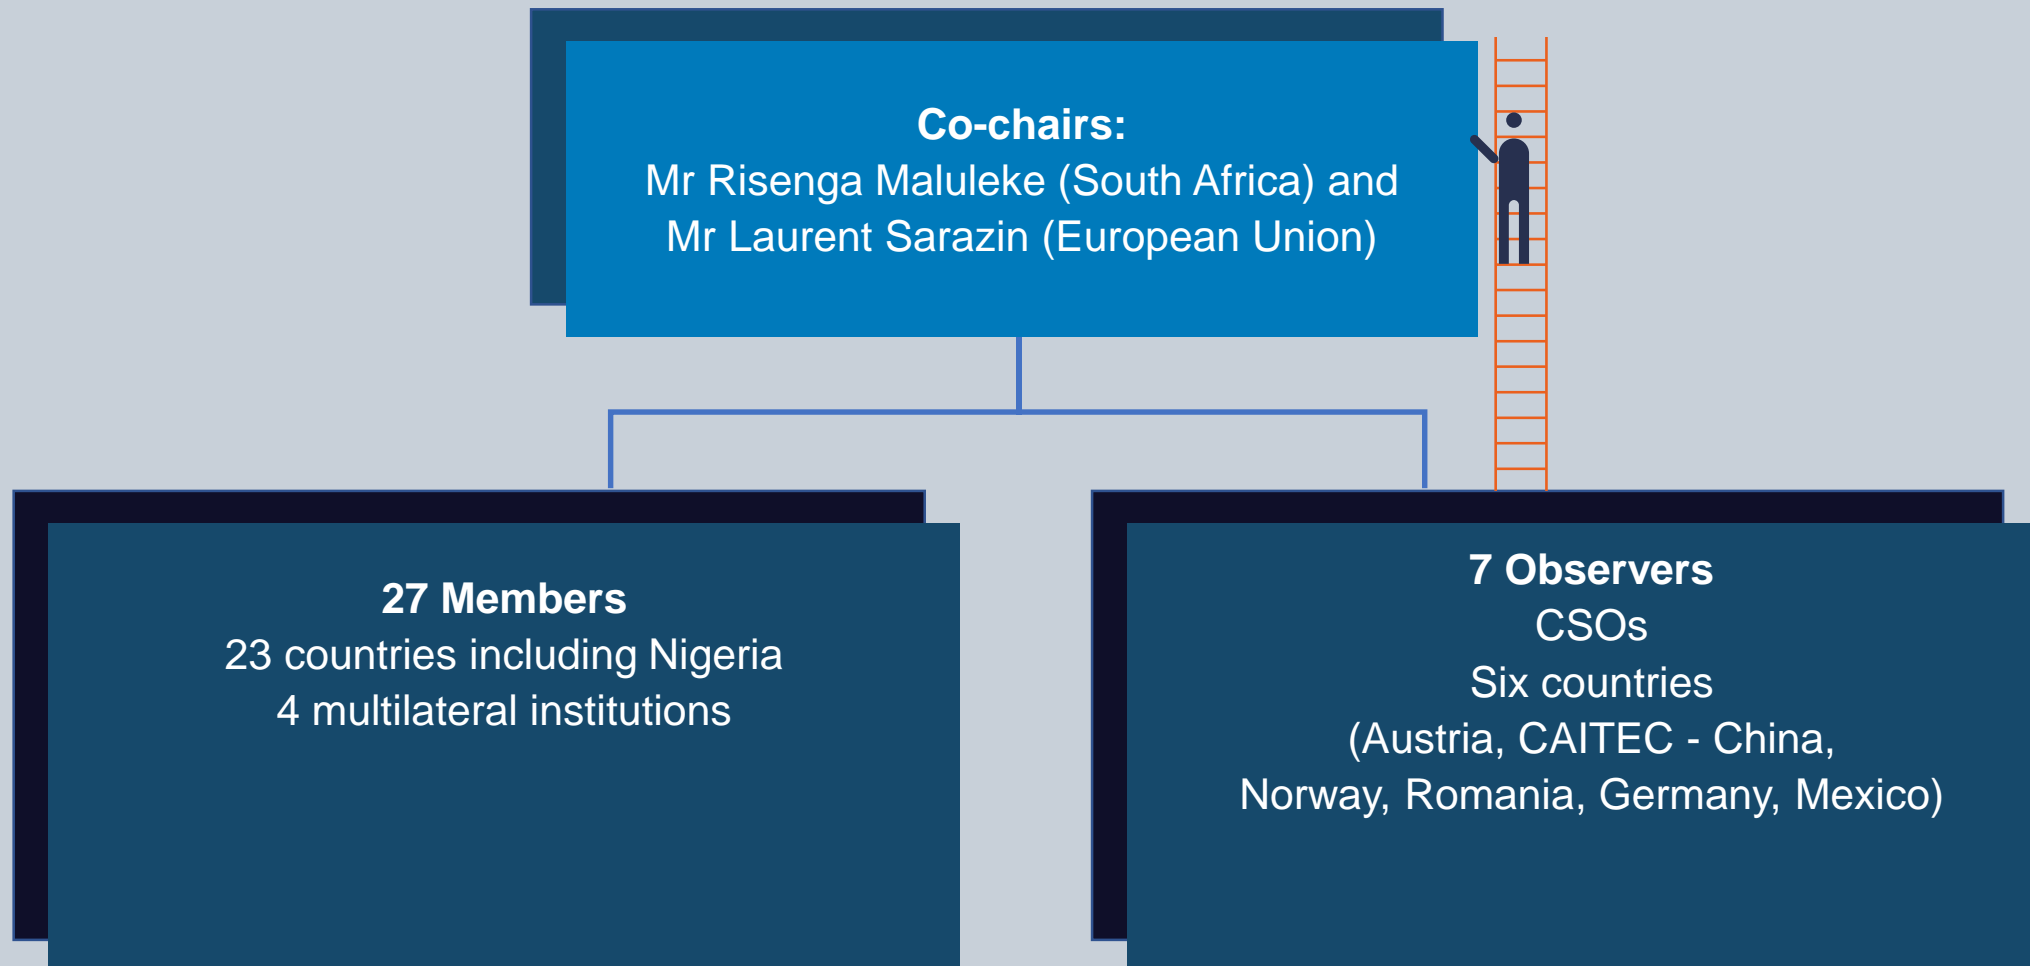 Co-chairs:
Mr Risenga Maluleke (South Africa) and
Mr Laurent Sarazin (European Union)
27 Members
23 countries including Nigeria
4 multilateral institutions
7 Observers
CSOs
Six countries
(Austria, CAITEC - China,
Norway, Romania, Germany, Mexico)